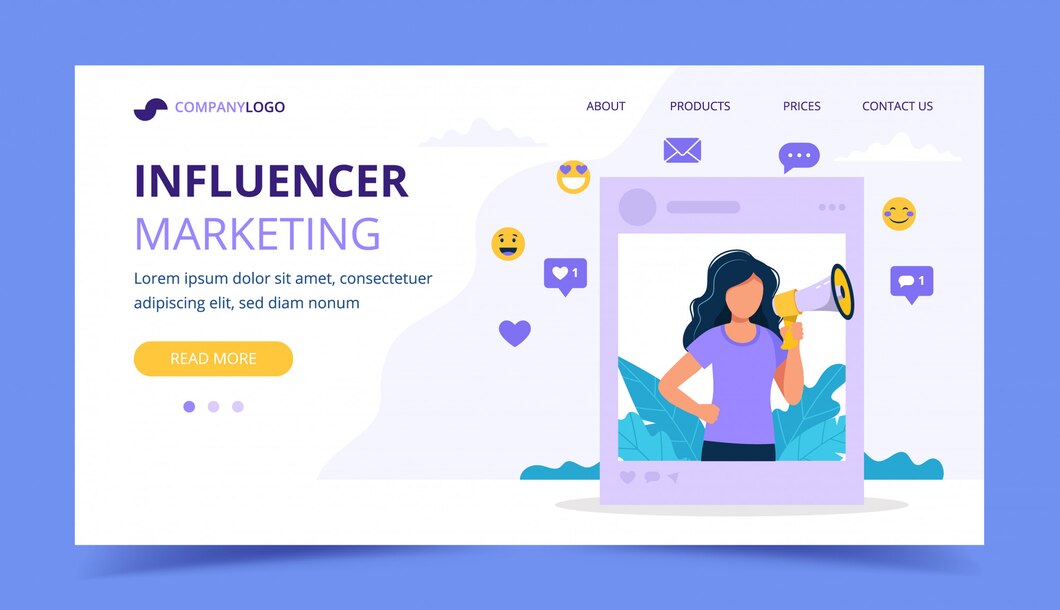 COMPANYLOGO
ABOUT PRODUCTS PRICES CONTACT US
INFLUENCER
MARKETING
Lorem ipsum dolor sit amet, consectetuer
adipiscing elit, sed diam nonum
READ MORE
1
1